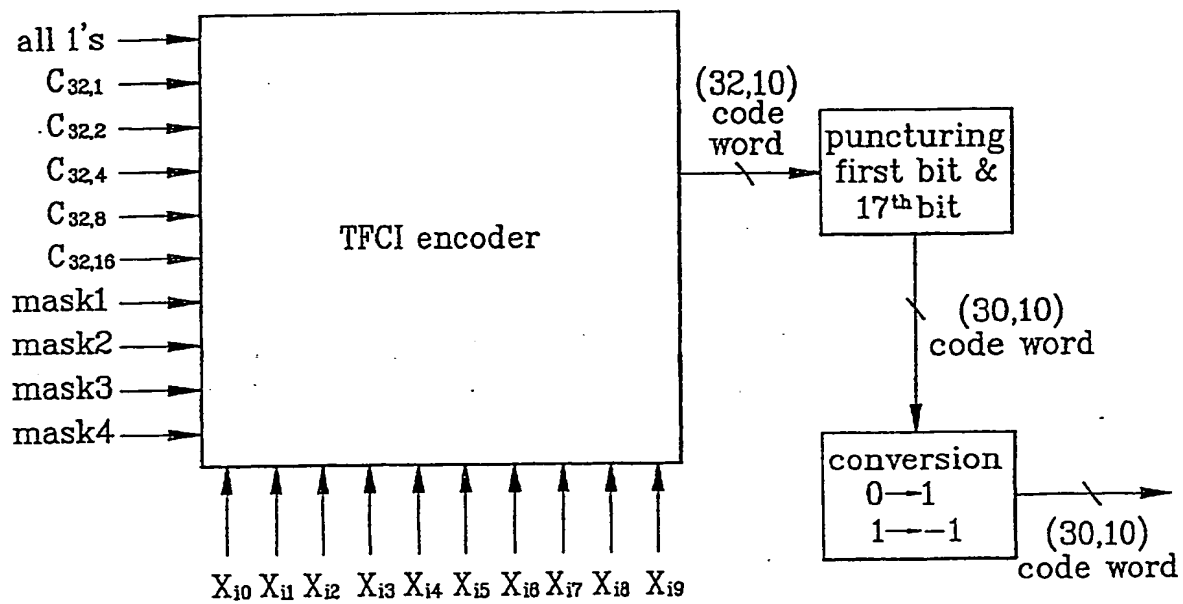 all 1's
C32,1
C32,2
C32,4
C32,8
C32,16
mask1
mask2
mask3
mask4
TFCI encoder
Xi0 Xi1 Xi2 Xi3 Xi4 Xi5 Xi6 Xi7 Xi8 Xi9
(32,10)
code
word
puncturing
first bit &
17th bit
(30,10)
code word
conversion
0→1
1→-1
(30,10)
code word